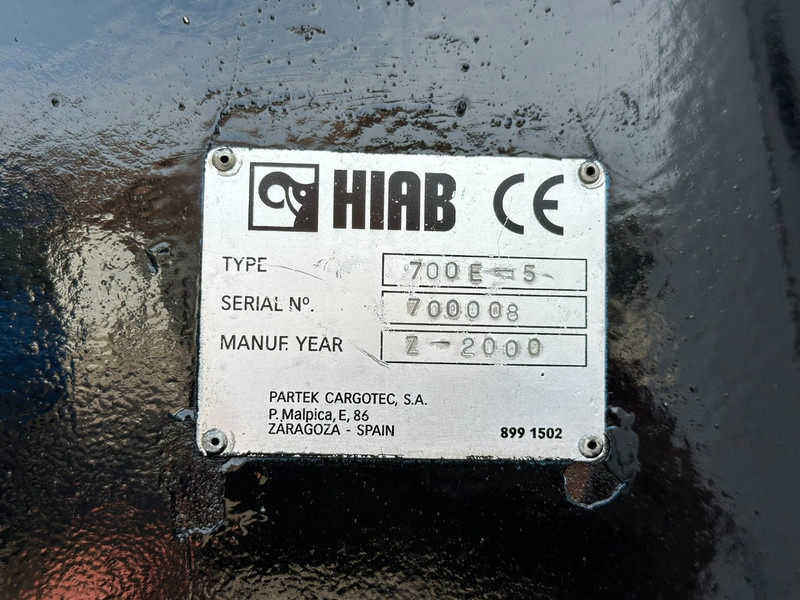 HIAB CE
TYPE 700E-5
SERIAL Nº. 700008
MANUF. YEAR Z-2000
PARTEK CARGOTEC, S.A.
P. Malpica, E, 86
ZARAGOZA - SPAIN 899 1502